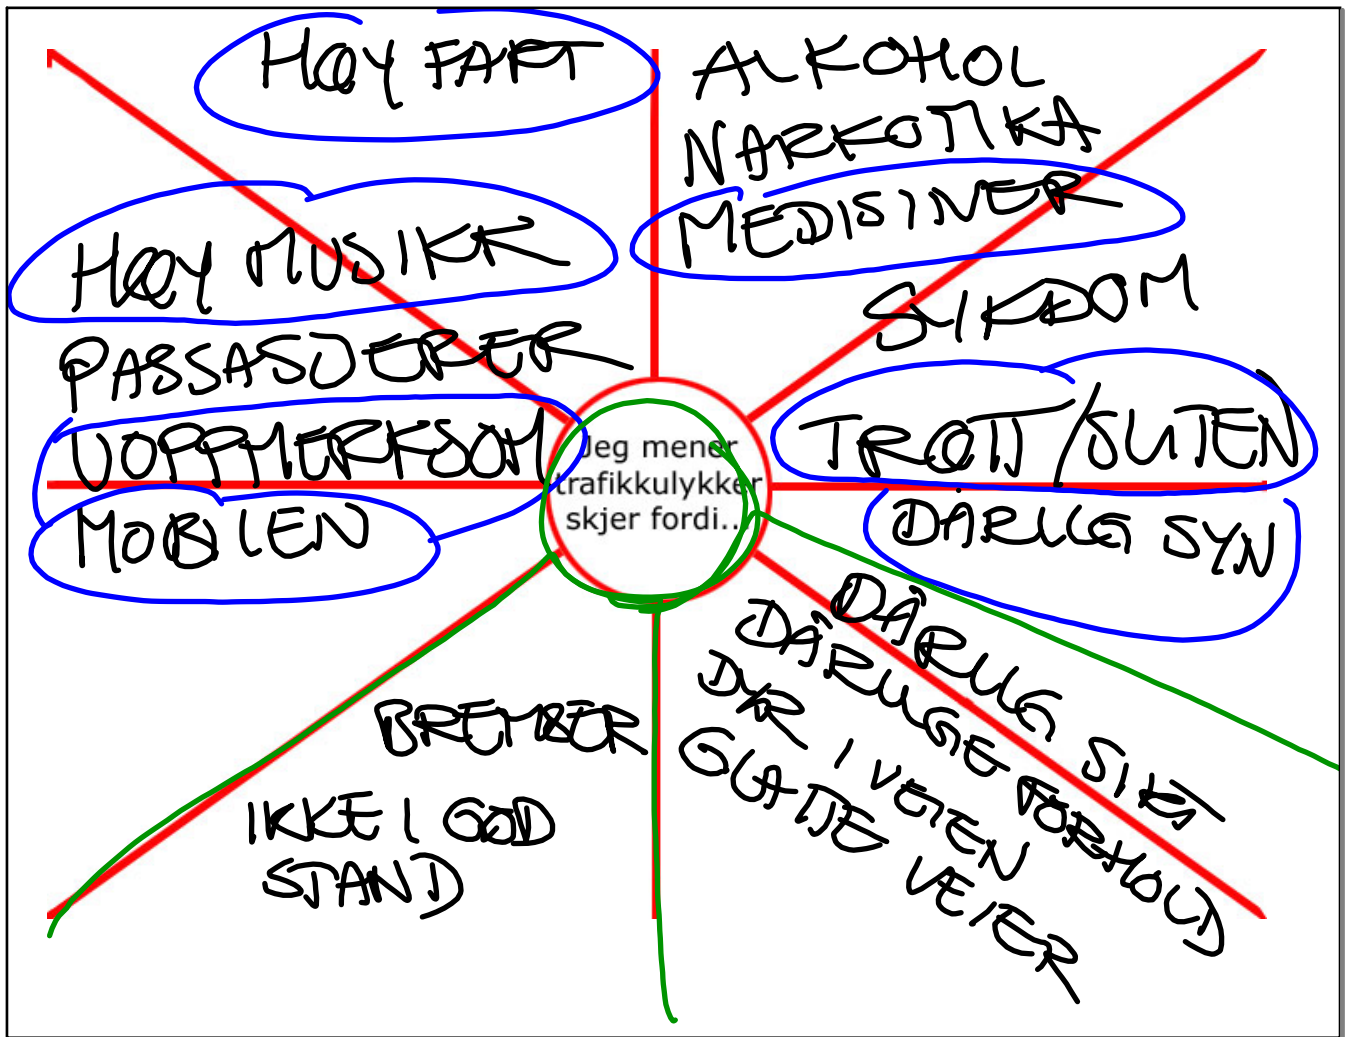 HØY FART
ALKOHOL
NARKOTIKA
MEDISINER
HØY MUSIKK
SYKDOM
PASSASJERER
UOPPMERKSOM
TRØTT/SLITEN
MOBILEN
DÅRLIG SYN
Jeg mener
trafikkulykker
skjer fordi..
DÅRLIG SIKT
DÅRLIGE FORHOLD
DYR I VEIEN
GLATTE VEIER
BREMSER
IKKE I GOD
STAND